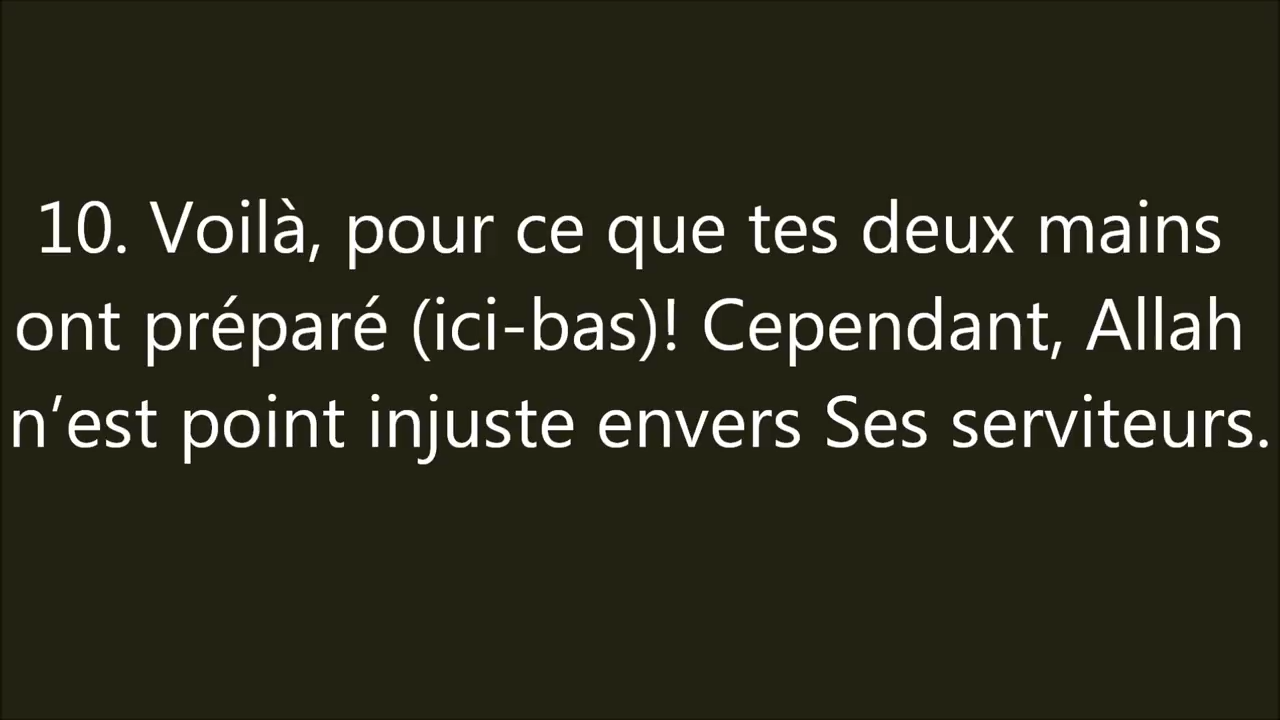 10. Voilà, pour ce que tes deux mains
ont préparé (ici-bas)! Cependant, Allah
n’est point injuste envers Ses serviteurs.